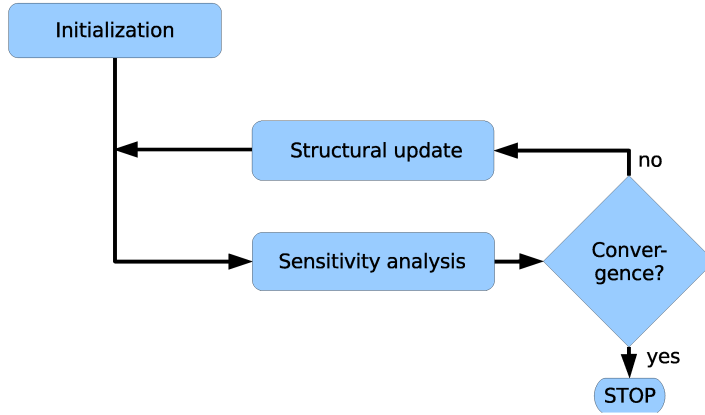 Initialization
Structural update
no
Sensitivity analysis
Conver-
gence?
yes
STOP